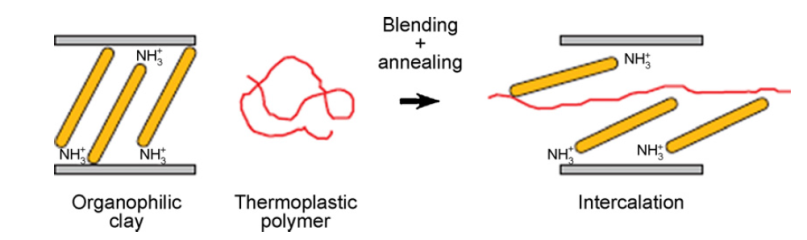 NH₃⁺
NH₃⁺
NH₃⁺
Organophilic
clay
Thermoplastic
polymer
Blending
+
annealing
NH₃⁺
NH₃⁺
NH₃⁺
Intercalation